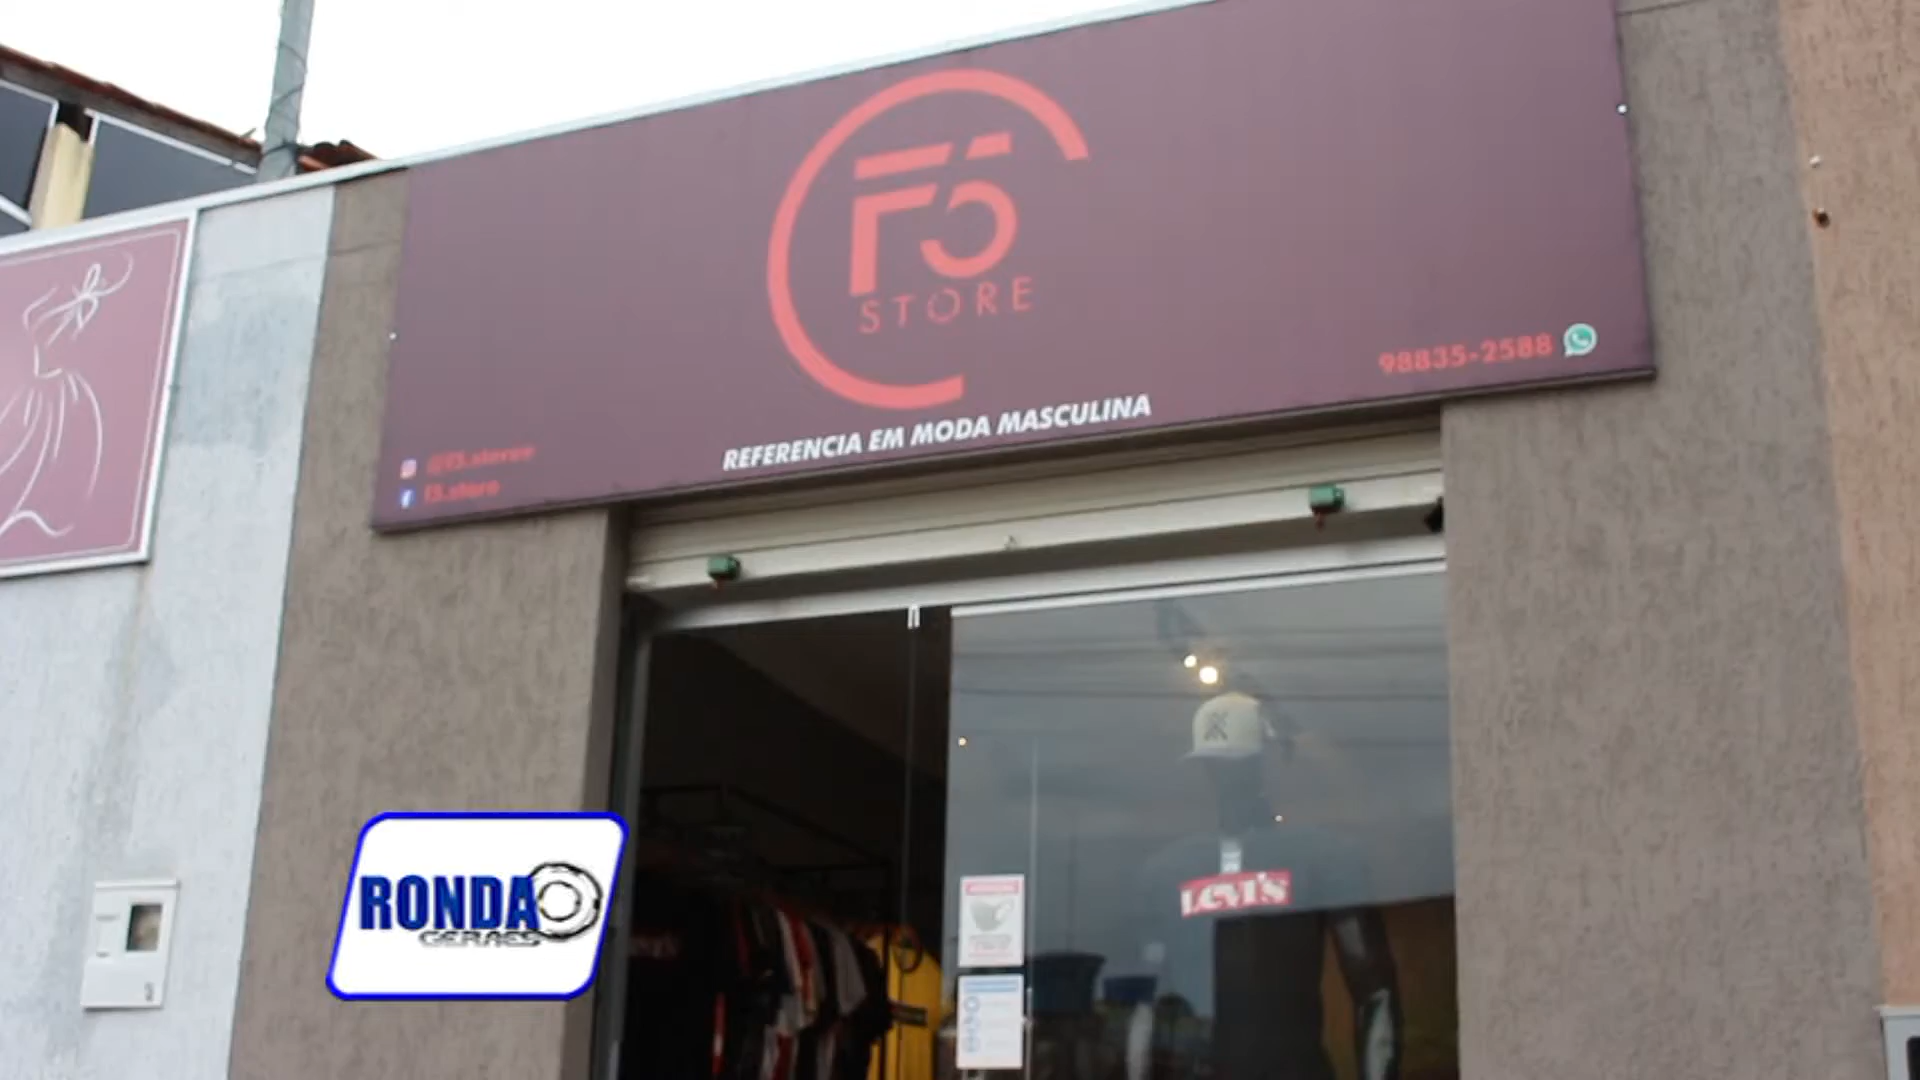 F5
STORE
REFERENCIA EM MODA MASCULINA
98835-2588
f5.store
LEVI'S
RONDA
GERAES